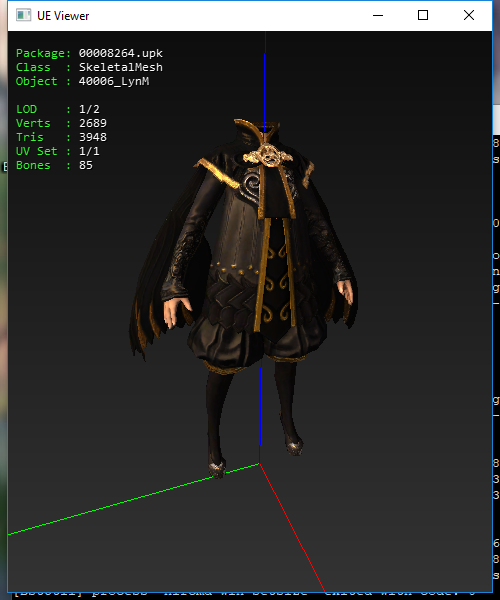 UE Viewer
Package: 00008264.upk
Class : SkeletalMesh
Object : 40006_LynM
LOD : 1/2
Verts : 2689
Tris : 3948
UV Set : 1/1
Bones : 85